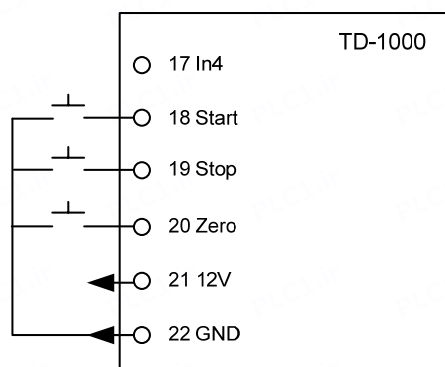 TD-1000
17 In4
18 Start
19 Stop
20 Zero
21 12V
22 GND